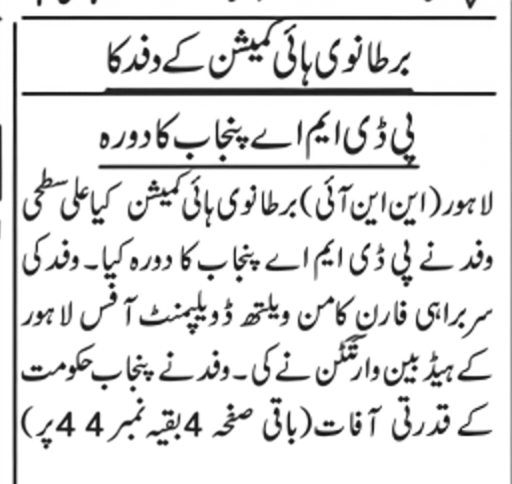 برطانوی ہائی کمیشن کے وفد کا
پی ڈی ایم اے پنجاب کا دورہ
لاہور(این این آئی)برطانوی ہائی کمیشن کیاعلی سطحی
وفد نے پی ڈی ایم اے پنجاب کا دورہ کیا۔وفد کی
سربراہی فارن کامن ویلتھ ڈویلپمنٹ آفس لاہور
کے ہیڈ بین وارنگٹن نے کی۔وفد نے پنجاب حکومت
کے قدرتی آفات(باقی صفحہ 4بقیہ نمبر 44پر)